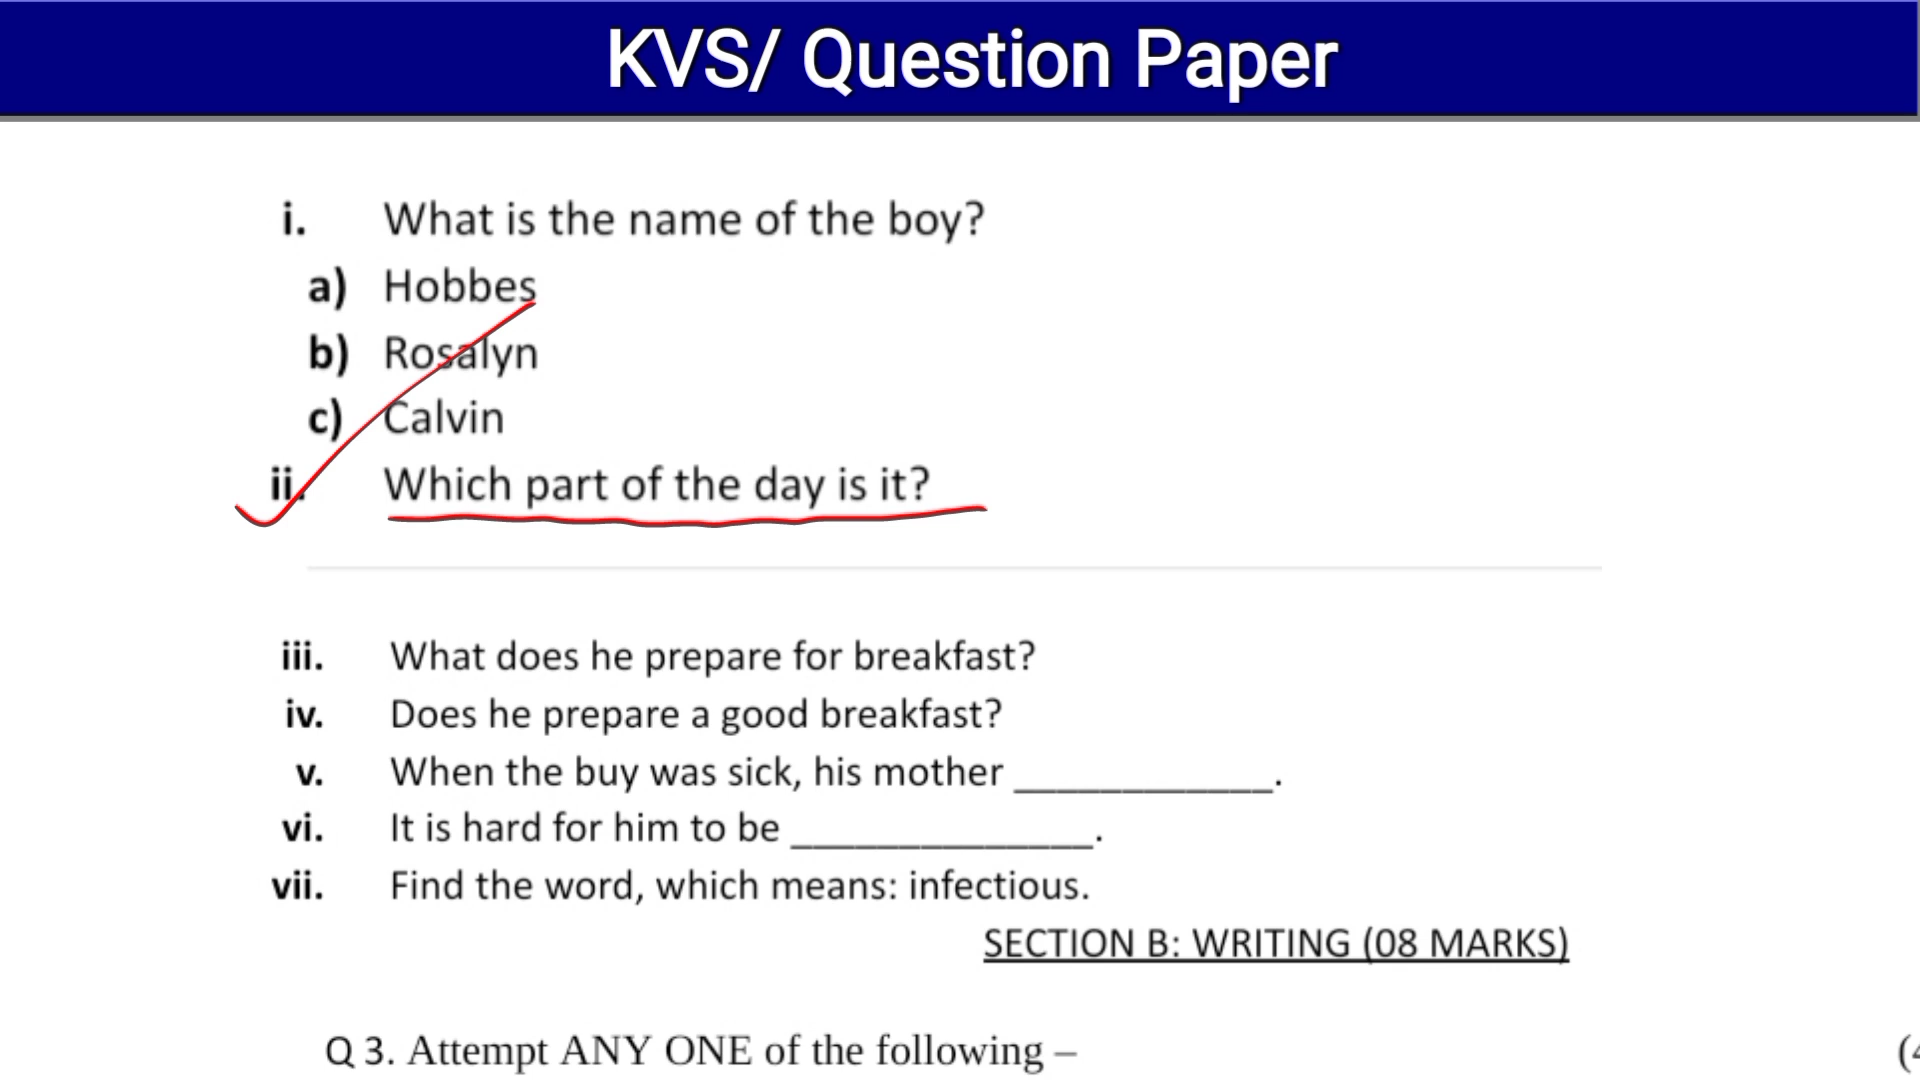 KVS/ Question Paper
i. What is the name of the boy?
a) Hobbes
b) Rosalyn
c) Calvin
ii. Which part of the day is it?
iii. What does he prepare for breakfast?
iv. Does he prepare a good breakfast?
v. When the buy was sick, his mother ____________.
vi. It is hard for him to be ______________.
vii. Find the word, which means: infectious.
SECTION B: WRITING (08 MARKS)
Q 3. Attempt ANY ONE of the following –